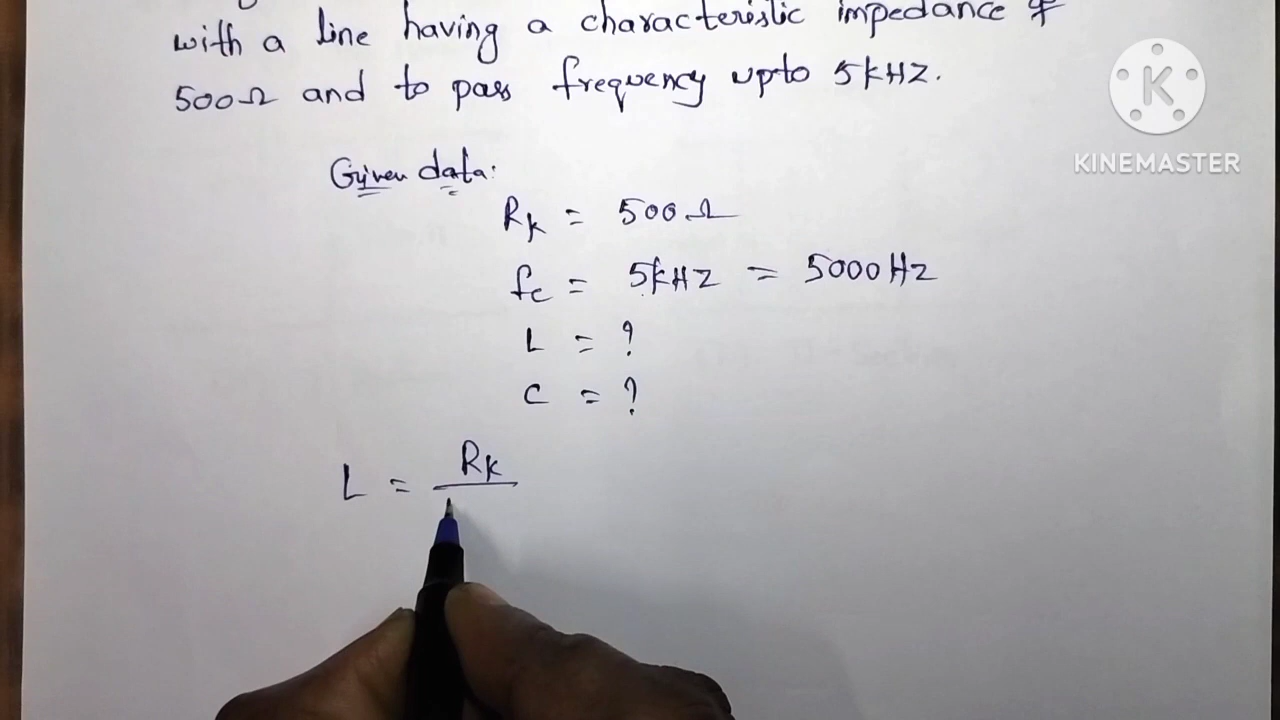 with a line having a characteristic impedance of
500Ω and to pass frequency upto 5kHZ.
K
KINEMASTER
Given data:
Rk = 500Ω
fc = 5kHZ = 5000HZ
L = ?
C = ?
L = Rk